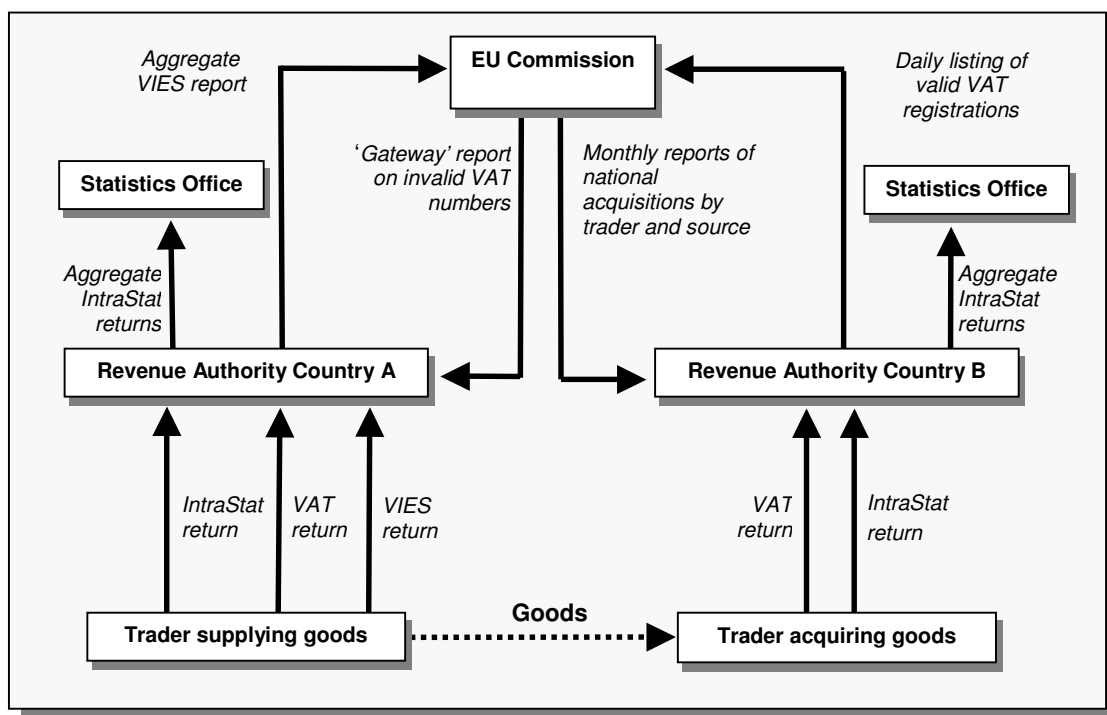 Aggregate
VIES report
EU Commission
Daily listing of
valid VAT
registrations
‘Gateway’ report
on invalid VAT
numbers
Monthly reports of
national
acquisitions by
trader and source
Statistics Office
Statistics Office
Aggregate
IntraStat
returns
Aggregate
IntraStat
returns
Revenue Authority Country A
Revenue Authority Country B
IntraStat
return
VAT
return
VIES
return
VAT
return
IntraStat
return
Goods
Trader supplying goods
Trader acquiring goods